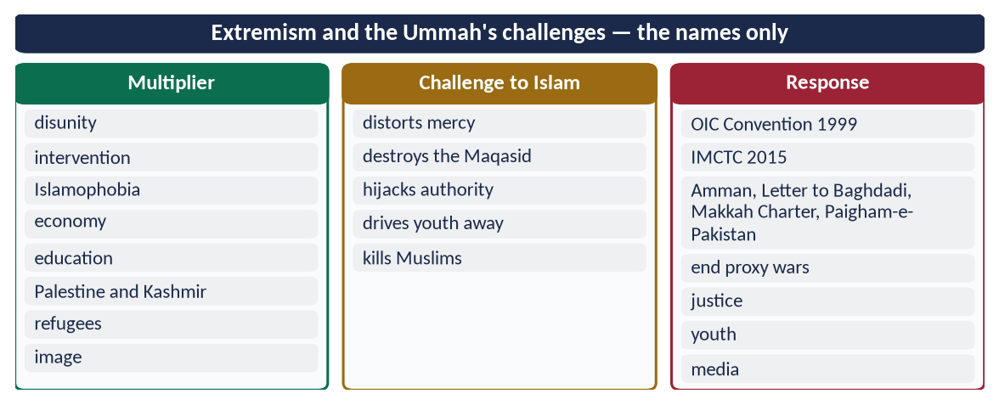 Extremism and the Ummah's challenges — the names only
Multiplier
disunity
intervention
Islamophobia
economy
education
Palestine and Kashmir
refugees
image
Challenge to Islam
distorts mercy
destroys the Maqasid
hijacks authority
drives youth away
kills Muslims
Response
OIC Convention 1999
IMCTC 2015
Amman, Letter to Baghdadi,
Makkah Charter, Paigham-e-
Pakistan
end proxy wars
justice
youth
media